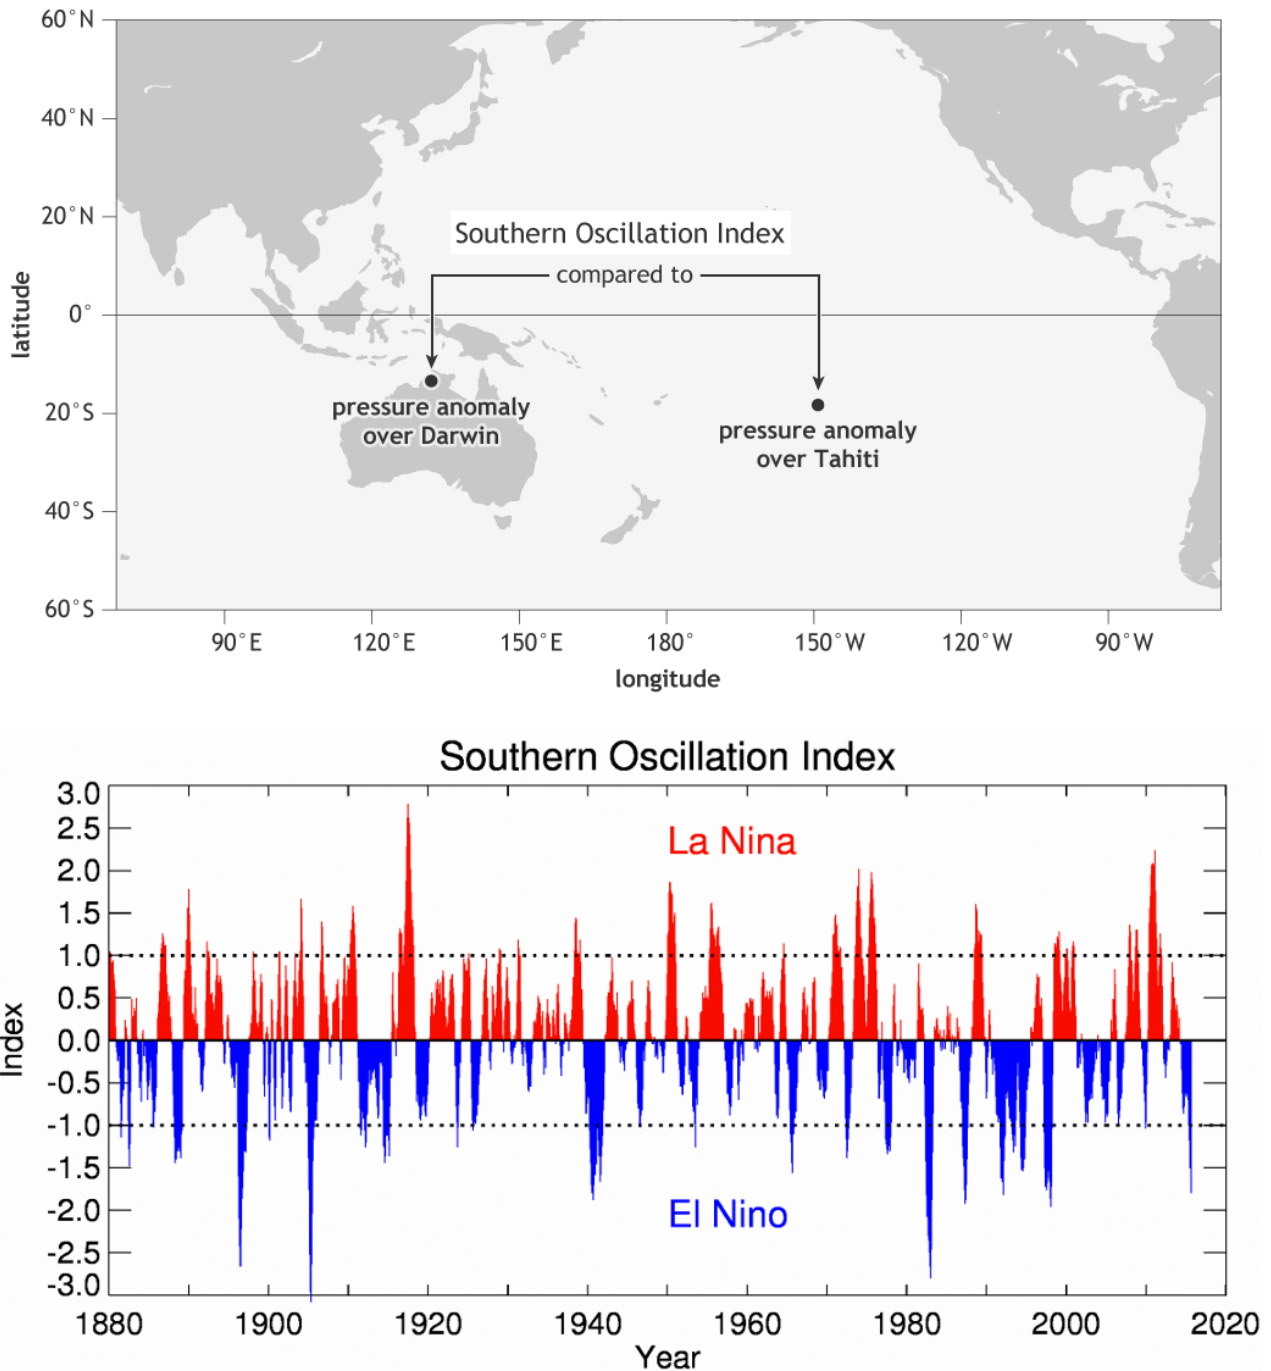 60°N
40°N
20°N
0°
20°S
40°S
60°S
latitude
Southern Oscillation Index
compared to
pressure anomaly
over Darwin
pressure anomaly
over Tahiti
90°E 120°E 150°E 180° 150°W 120°W 90°W
longitude
Southern Oscillation Index
3.0
2.5
2.0
1.5
1.0
0.5
0.0
-0.5
-1.0
-1.5
-2.0
-2.5
-3.0
Index
La Nina
El Nino
1880 1900 1920 1940 1960 1980 2000 2020
Year